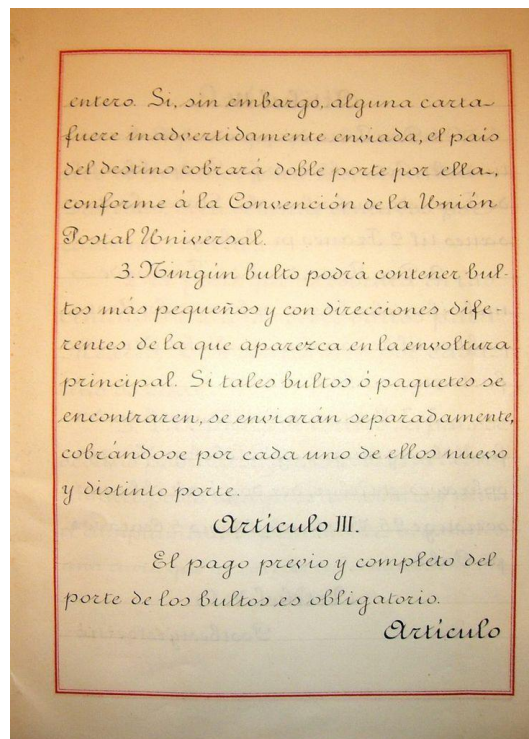 entero. Si, sin embargo, alguna carta
fuere inadvertidamente enviada, el país
del destino cobrará doble porte por ella,
conforme á la Convención de la Unión
Postal Universal.
3. Ningún bulto podrá contener bul-
tos más pequeños y con direcciones dife-
rentes de la que aparezca en la envoltura
principal. Si tales bultos ó paquetes se
encontraren, se enviarán separadamente,
cobrándose por cada uno de ellos nuevo
y distinto porte.
Artículo III.
El pago previo y completo del
porte de los bultos es obligatorio.
Artículo